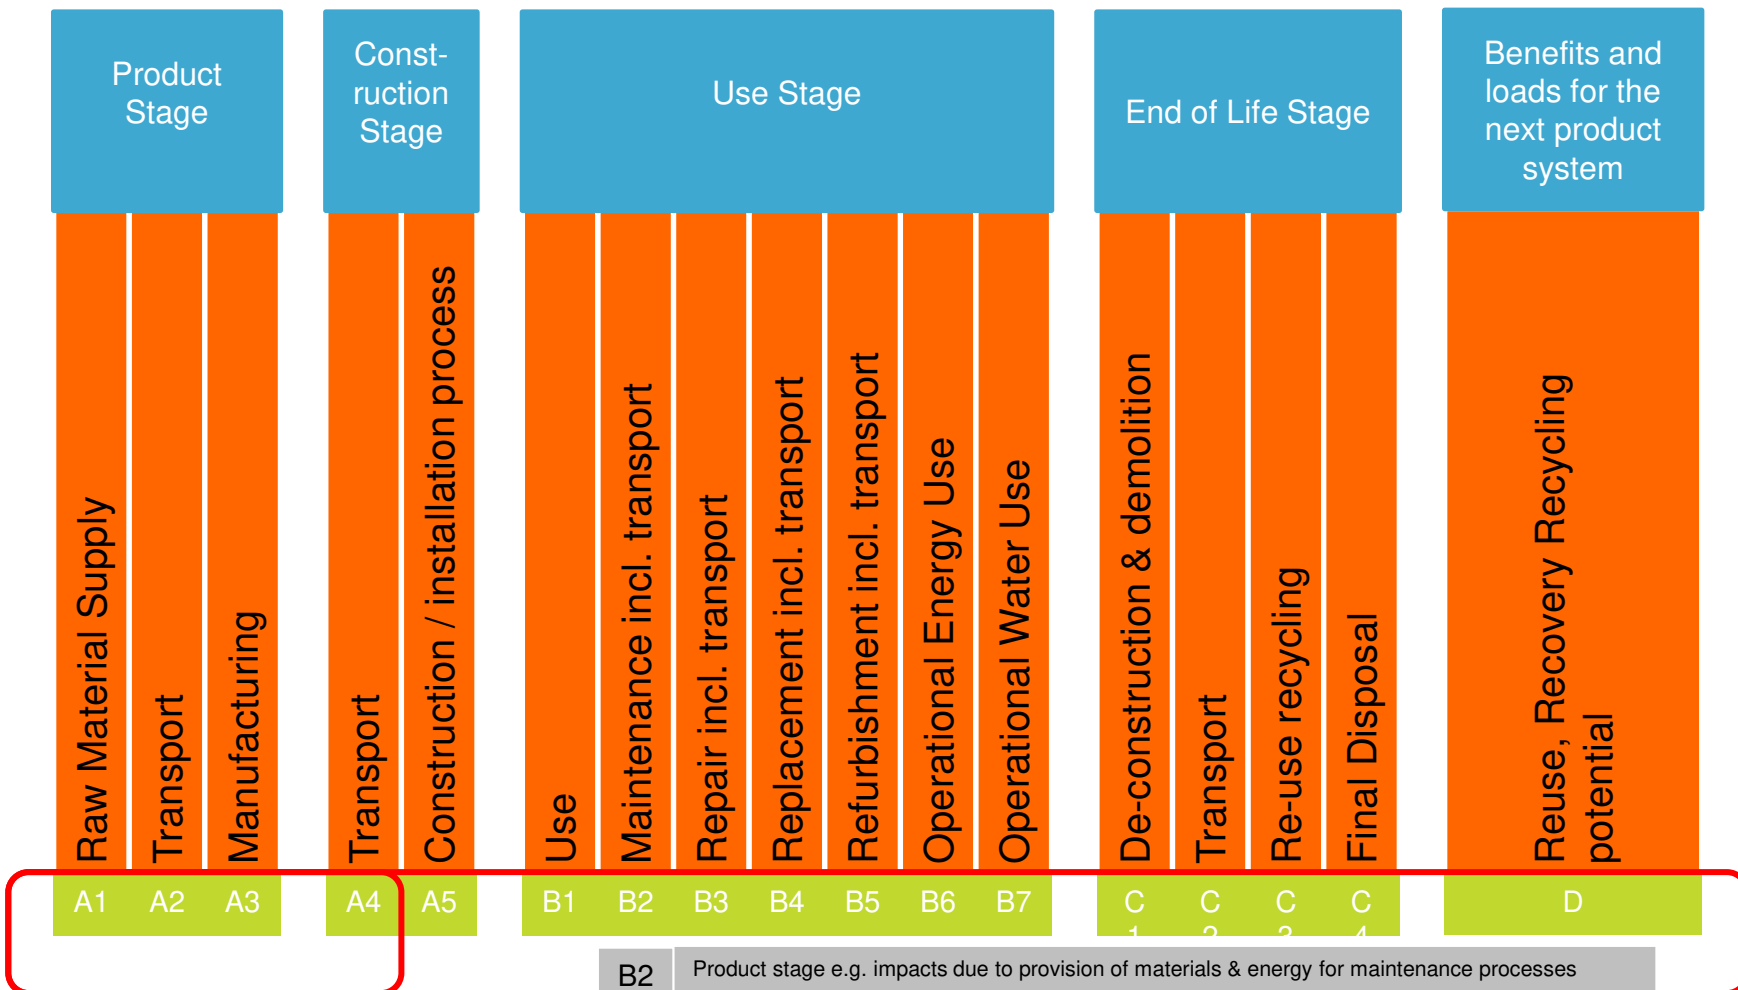 Product
Stage
Const-
ruction
Stage
Use Stage
End of Life Stage
Benefits and
loads for the
next product
system
Raw Material Supply
Transport
Manufacturing
Transport
Construction / installation process
Use
Maintenance incl. transport
Repair incl. transport
Replacement incl. transport
Refurbishment incl. transport
Operational Energy Use
Operational Water Use
De-construction & demolition
Transport
Re-use recycling
Final Disposal
Reuse, Recovery Recycling
potential
A1
A2
A3
A4
A5
B1
B2
B3
B4
B5
B6
B7
C
1
C
2
C
3
C
4
D
B2
Product stage e.g. impacts due to provision of materials & energy for maintenance processes